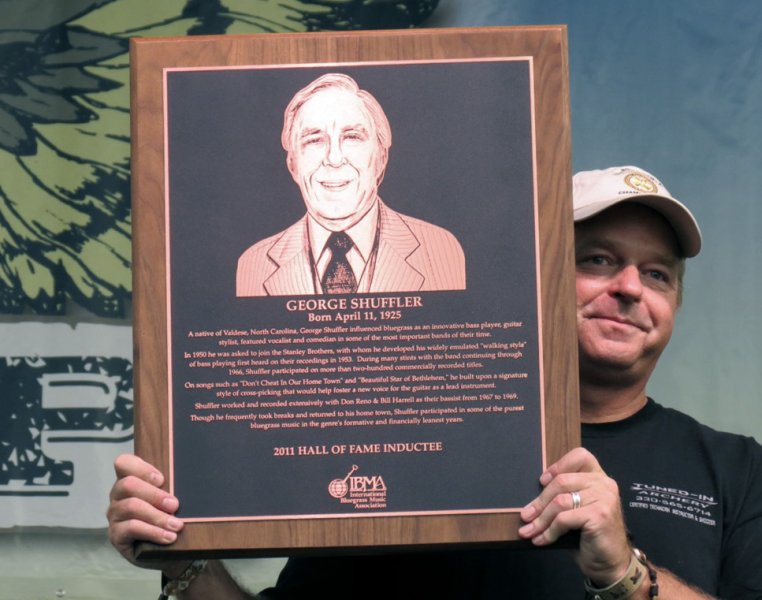 GEORGE SHUFFLER
Born April 11, 1925
A native of Valdese, North Carolina, George Shuffler influenced bluegrass as an innovative bass player, guitar
stylist, featured vocalist and comedian in some of the most important bands of their time.
In 1950 he was asked to join the Stanley Brothers, with whom he developed his widely emulated "walking style"
of bass playing first heard on their recordings in 1953. During many stints with the band continuing through
1966, Shuffler participated on more than two-hundred commercially recorded titles.
On songs such as "Don't Cheat In Our Home Town" and "Beautiful Star of Bethlehem," he built upon a signature
style of cross-picking that would help foster a new voice for the guitar as a lead instrument.
Shuffler worked and recorded extensively with Don Reno & Bill Harrell as their bassist from 1967 to 1969.
Though he frequently took breaks and returned to his home town, Shuffler participated in some of the purest
bluegrass music in the genre's formative and financially leanest years.
2011 HALL OF FAME INDUCTEE
IBMA
International
Bluegrass Music
Association
TUNED-IN
ARCHERY
330-565-6714
CERTIFIED TECHNICIAN INSTRUCTOR &